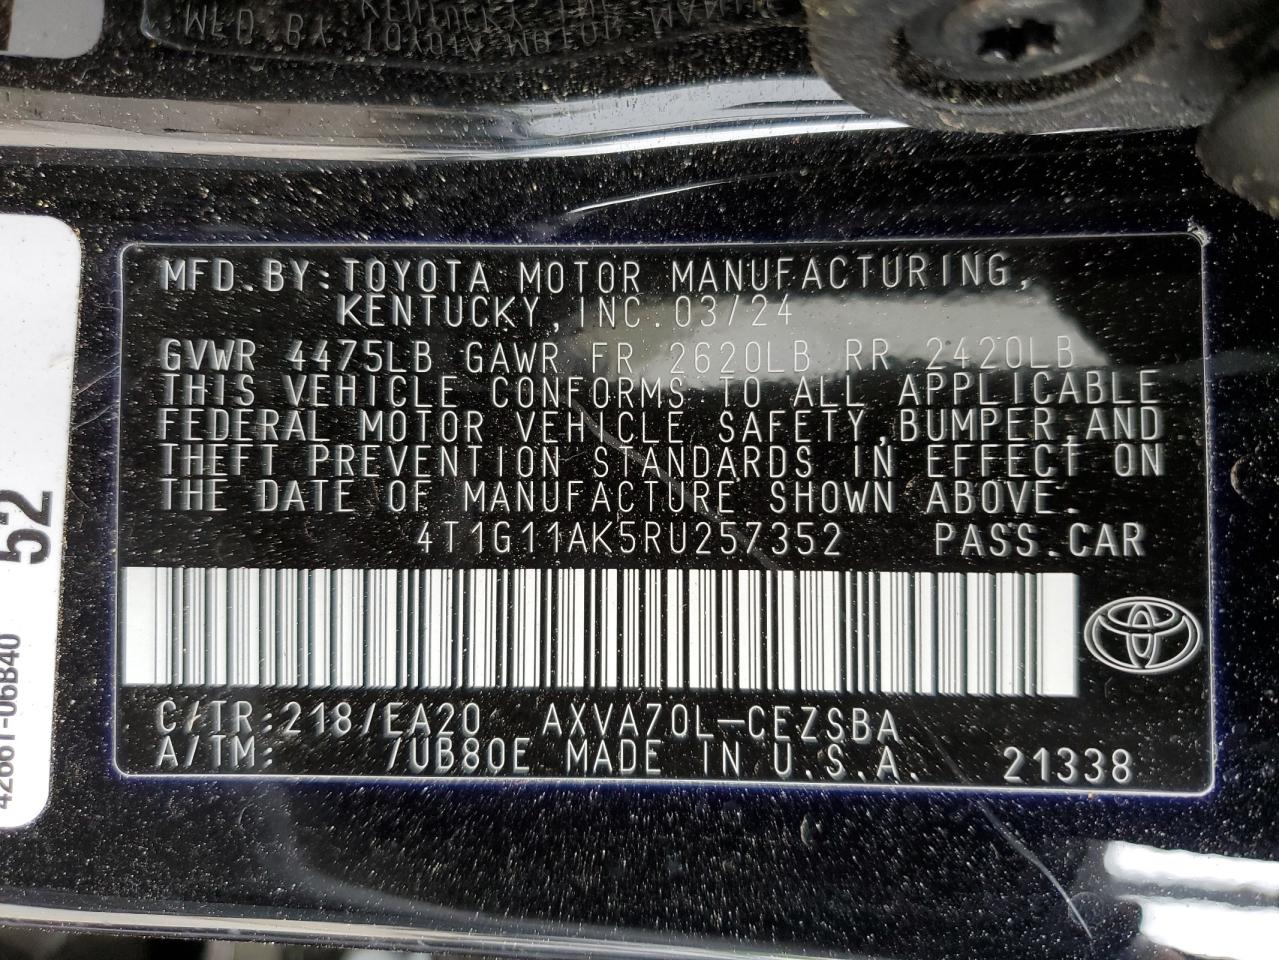 MFD. BY: TOYOTA MOTOR MANUFACTURING,
KENTUCKY, INC. 03/24
GVWR 4475LB GAWR FR 2620LB RR 2420LB
THIS VEHICLE CONFORMS TO ALL APPLICABLE
FEDERAL MOTOR VEHICLE SAFETY, BUMPER, AND
THEFT PREVENTION STANDARDS IN EFFECT ON
THE DATE OF MANUFACTURE SHOWN ABOVE.
4T1G11AK5RU257352 PASS. CAR
C/TR: 218/EA20 AXVA70L-CEZSBA
A/TM: /UB80E MADE IN U.S.A. 21338
52
42661-06B40